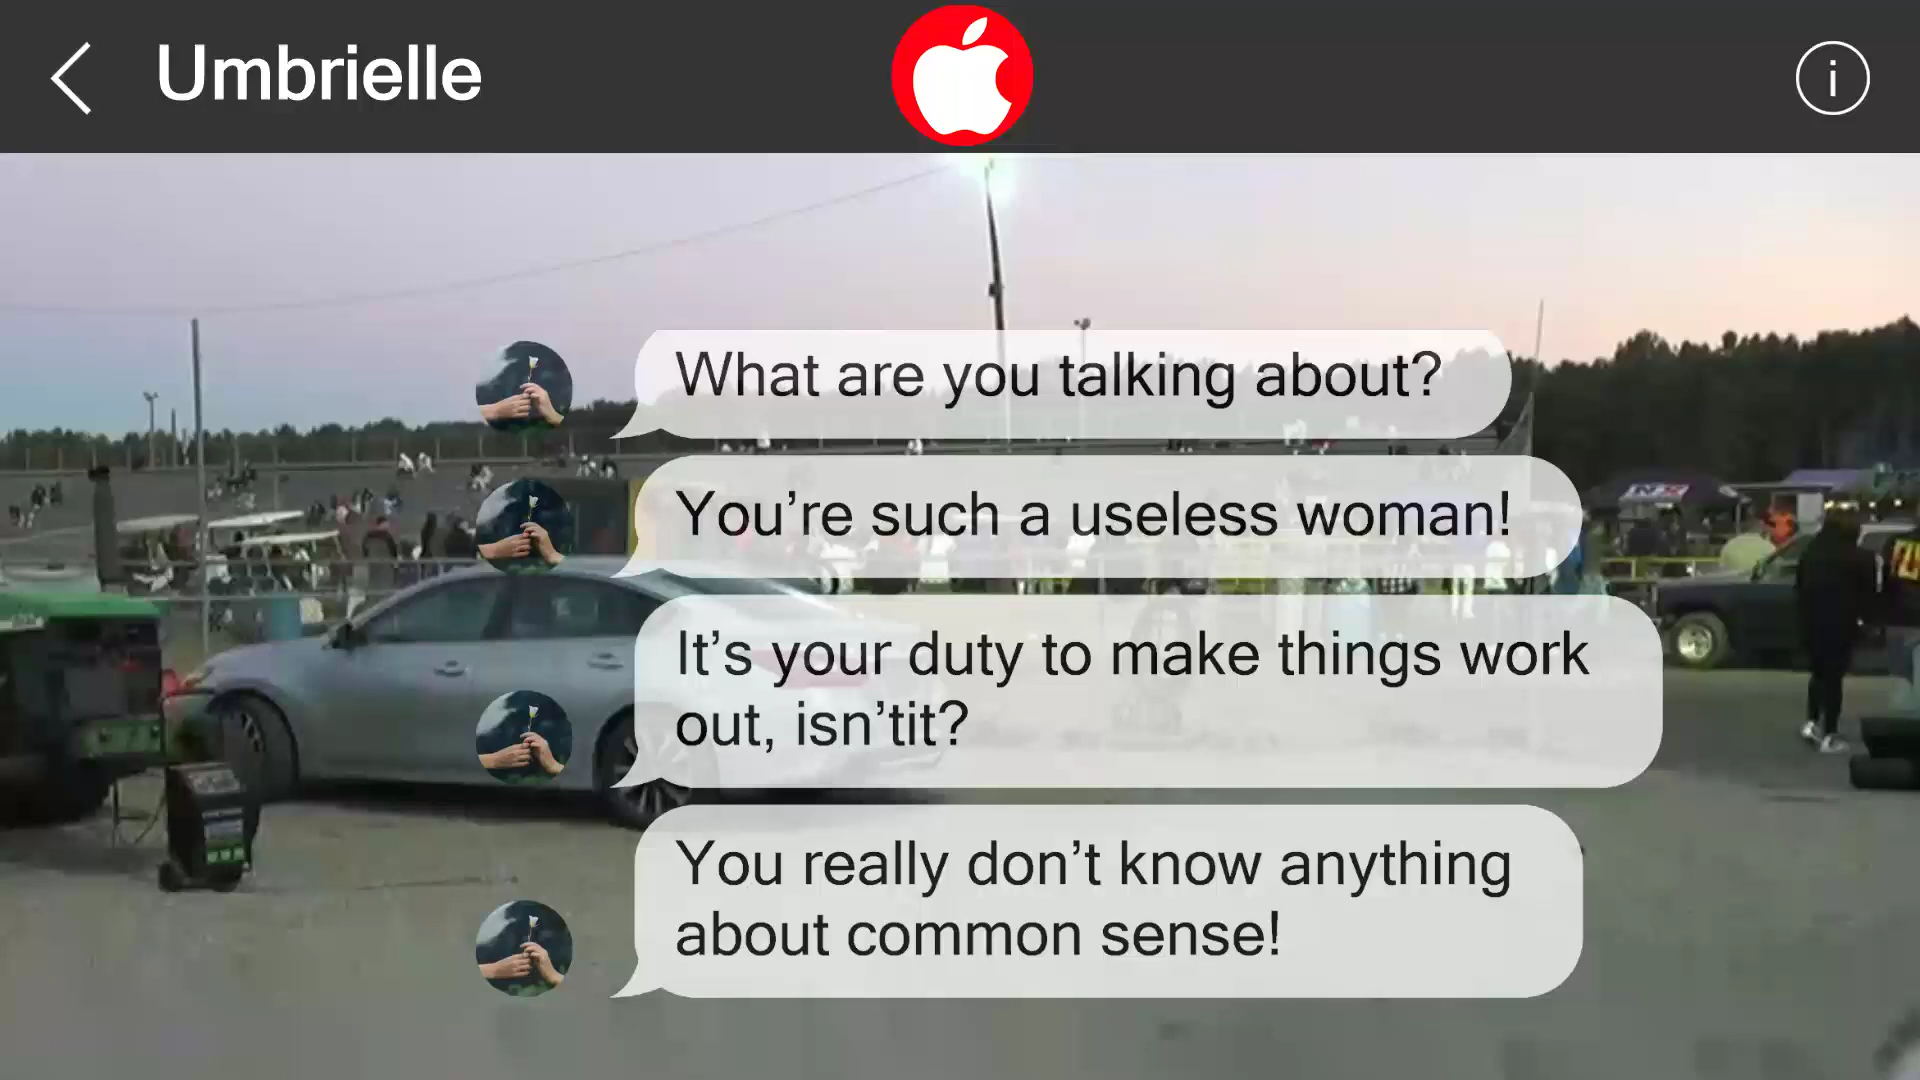 Umbrielle
i
What are you talking about?
You’re such a useless woman!
It’s your duty to make things work
out, isn’tit?
You really don’t know anything
about common sense!